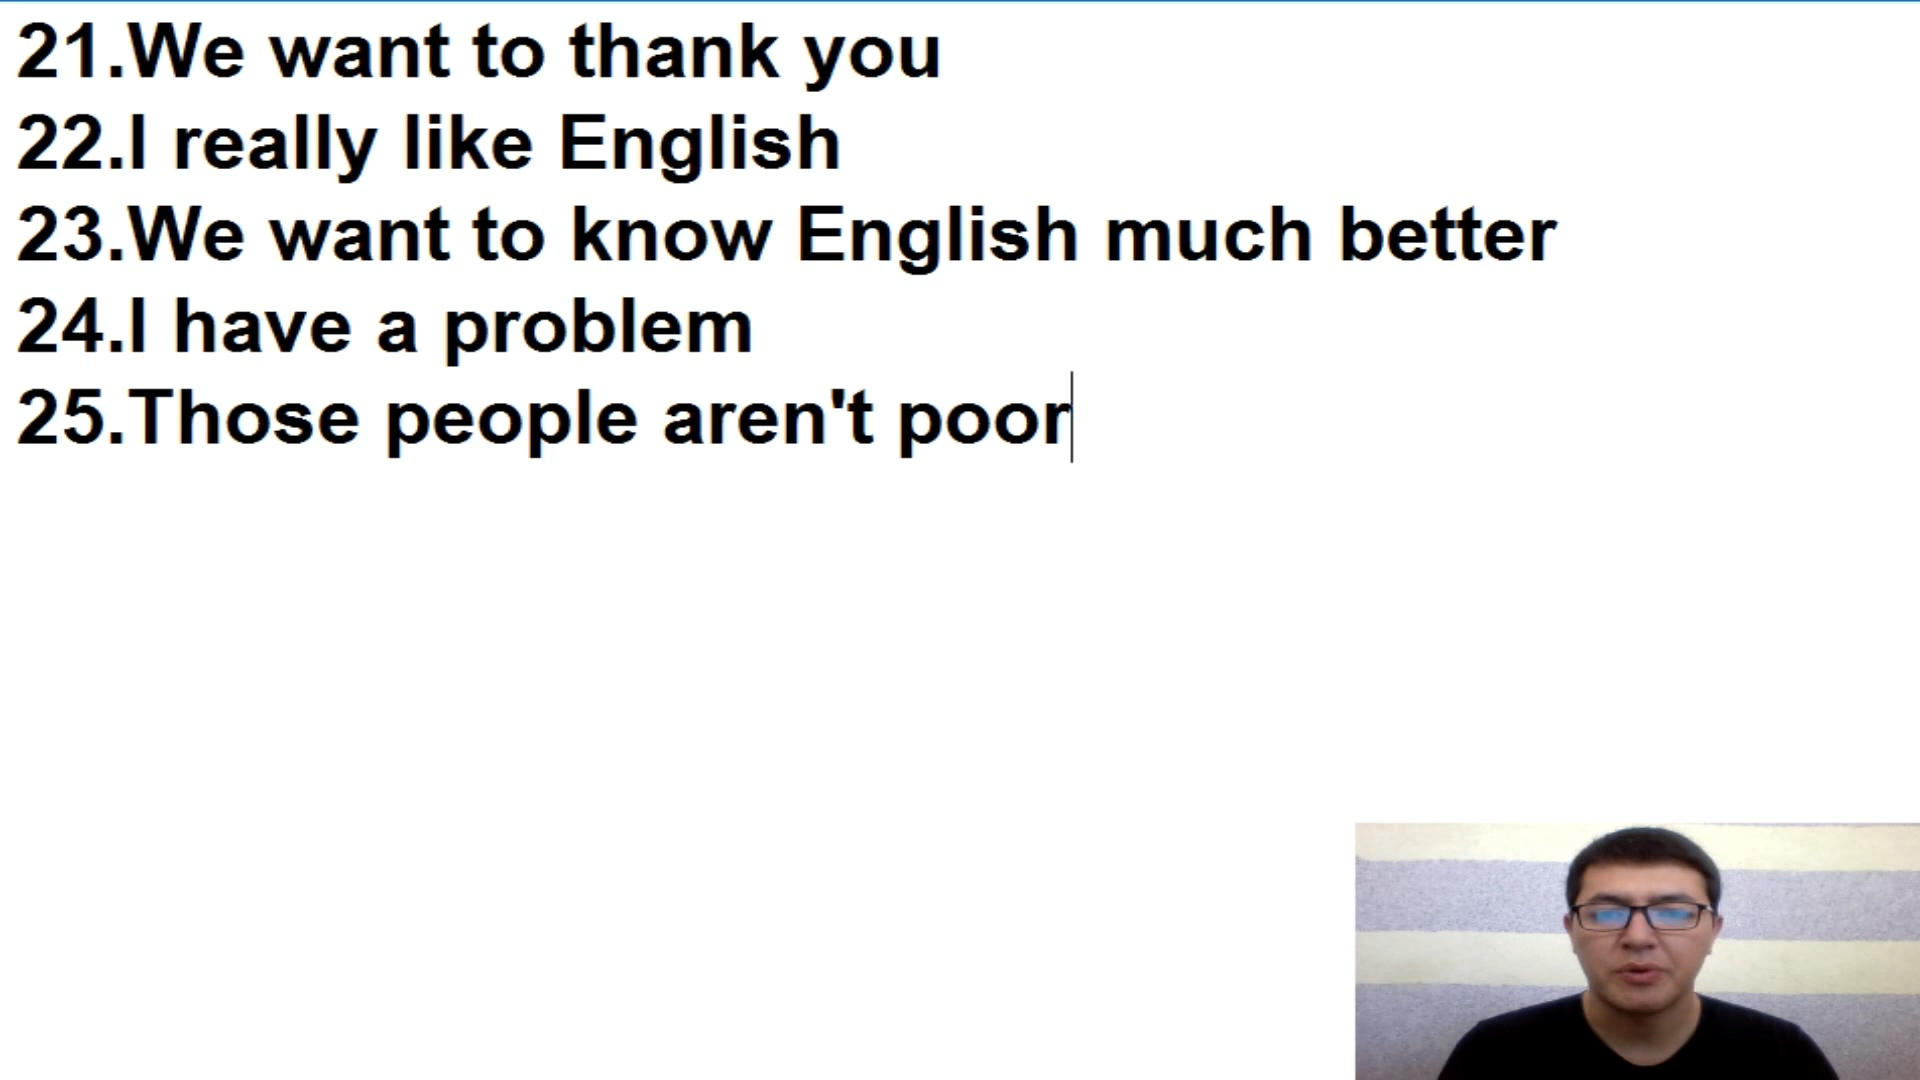 21.We want to thank you
22.I really like English
23.We want to know English much better
24.I have a problem
25.Those people aren't poor